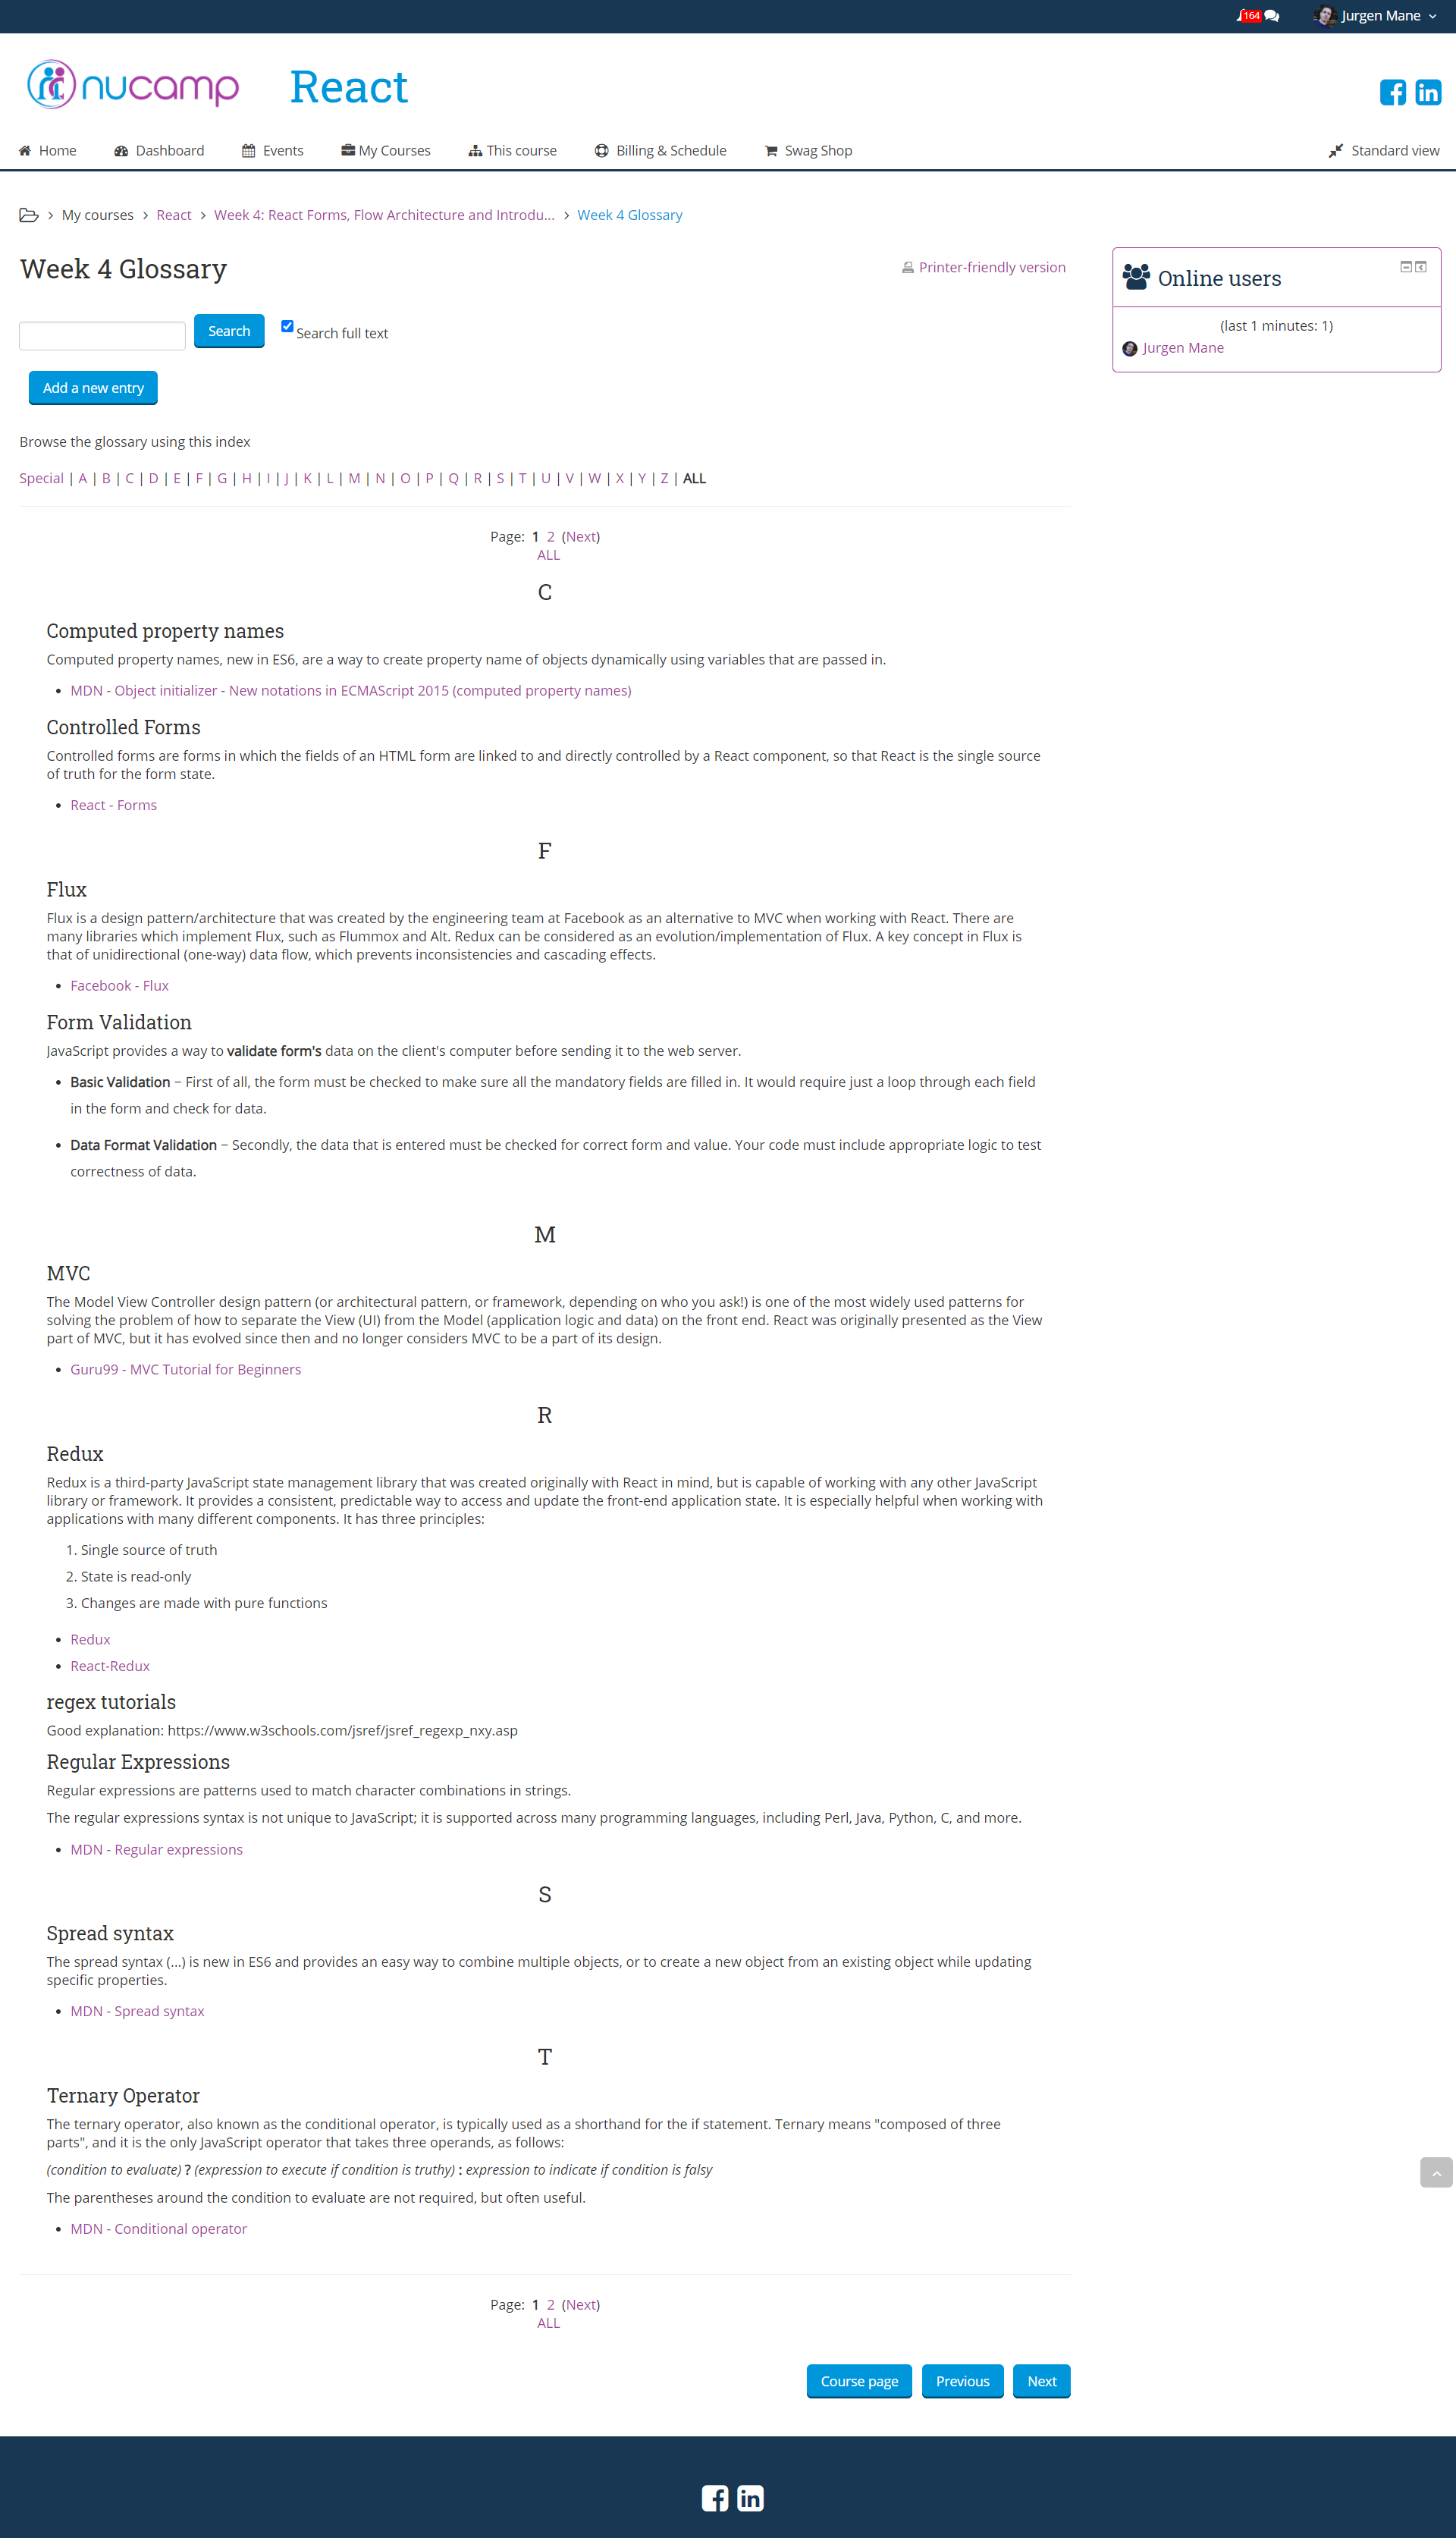 164 Jurgen Mane
nucamp React
Home Dashboard Events My Courses This course Billing & Schedule Swag Shop Standard view
My courses React Week 4: React Forms, Flow Architecture and Introdu... Week 4 Glossary
Week 4 Glossary
Printer-friendly version
Search Search full text
Add a new entry
Browse the glossary using this index
Special | A | B | C | D | E | F | G | H | I | J | K | L | M | N | O | P | Q | R | S | T | U | V | W | X | Y | Z | ALL
Online users
(last 1 minutes: 1)
Jurgen Mane
Page: 1 2 (Next)
ALL
C
Computed property names
Computed property names, new in ES6, are a way to create property name of objects dynamically using variables that are passed in.
• MDN - Object initializer - New notations in ECMAScript 2015 (computed property names)
Controlled Forms
Controlled forms are forms in which the fields of an HTML form are linked to and directly controlled by a React component, so that React is the single source
of truth for the form state.
• React - Forms
F
Flux
Flux is a design pattern/architecture that was created by the engineering team at Facebook as an alternative to MVC when working with React. There are
many libraries which implement Flux, such as Flummox and Alt. Redux can be considered as an evolution/implementation of Flux. A key concept in Flux is
that of unidirectional (one-way) data flow, which prevents inconsistencies and cascading effects.
• Facebook - Flux
Form Validation
JavaScript provides a way to validate form's data on the client's computer before sending it to the web server.
• Basic Validation − First of all, the form must be checked to make sure all the mandatory fields are filled in. It would require just a loop through each field
in the form and check for data.
• Data Format Validation − Secondly, the data that is entered must be checked for correct form and value. Your code must include appropriate logic to test
correctness of data.
M
MVC
The Model View Controller design pattern (or architectural pattern, or framework, depending on who you ask!) is one of the most widely used patterns for
solving the problem of how to separate the View (UI) from the Model (application logic and data) on the front end. React was originally presented as the View
part of MVC, but it has evolved since then and no longer considers MVC to be a part of its design.
• Guru99 - MVC Tutorial for Beginners
R
Redux
Redux is a third-party JavaScript state management library that was created originally with React in mind, but is capable of working with any other JavaScript
library or framework. It provides a consistent, predictable way to access and update the front-end application state. It is especially helpful when working with
applications with many different components. It has three principles:
1. Single source of truth
2. State is read-only
3. Changes are made with pure functions
• Redux
• React-Redux
regex tutorials
Good explanation: https://www.w3schools.com/jsref/jsref_regexp_nxy.asp
Regular Expressions
Regular expressions are patterns used to match character combinations in strings.
The regular expressions syntax is not unique to JavaScript; it is supported across many programming languages, including Perl, Java, Python, C, and more.
• MDN - Regular expressions
S
Spread syntax
The spread syntax (...) is new in ES6 and provides an easy way to combine multiple objects, or to create a new object from an existing object while updating
specific properties.
• MDN - Spread syntax
T
Ternary Operator
The ternary operator, also known as the conditional operator, is typically used as a shorthand for the if statement. Ternary means "composed of three
parts", and it is the only JavaScript operator that takes three operands, as follows:
(condition to evaluate) ? (expression to execute if condition is truthy) : expression to indicate if condition is falsy
The parentheses around the condition to evaluate are not required, but often useful.
• MDN - Conditional operator
Page: 1 2 (Next)
ALL
Course page Previous Next